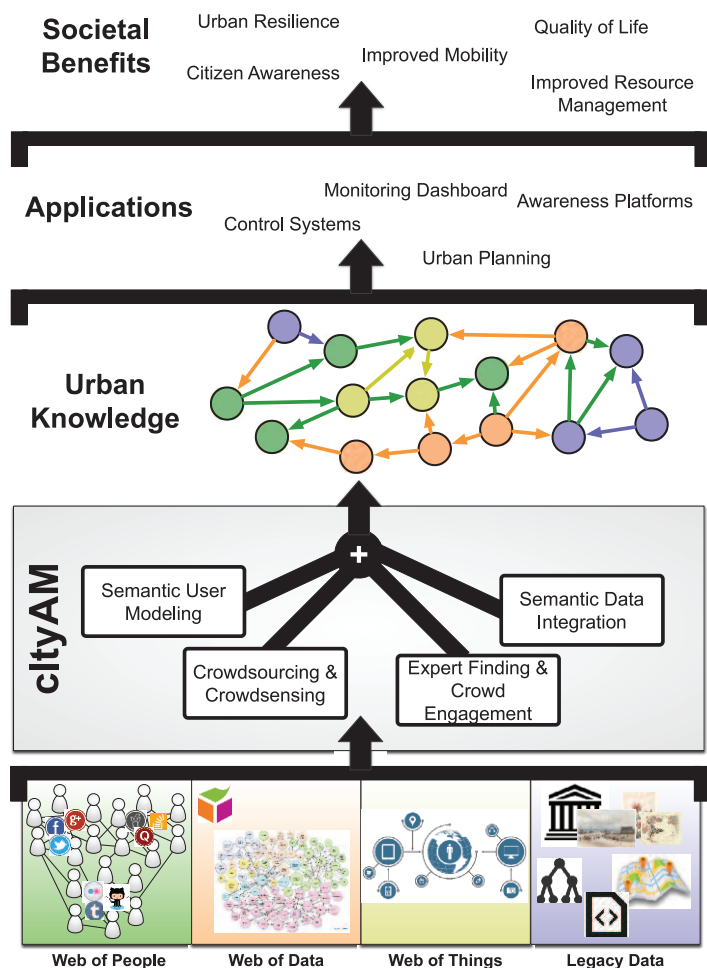 Societal
Benefits
Urban Resilience
Quality of Life
Improved Mobility
Citizen Awareness
Improved Resource
Management
Applications
Monitoring Dashboard
Awareness Platforms
Control Systems
Urban Planning
Urban
Knowledge
cItyAM
+
Semantic User
Modeling
Semantic Data
Integration
Crowdsourcing &
Crowdsensing
Expert Finding &
Crowd
Engagement
f
g+
Q
t
<>
Web of People
Web of Data
Web of Things
Legacy Data